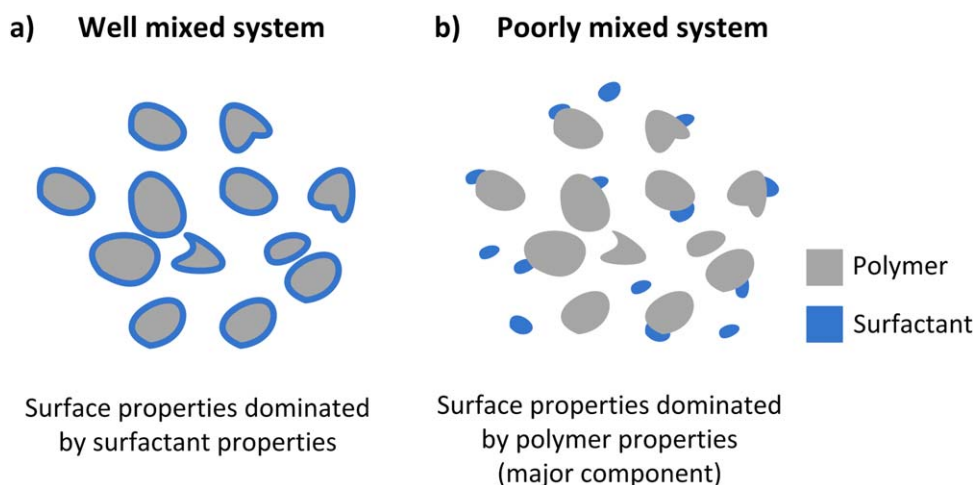 a) Well mixed system
b) Poorly mixed system
Polymer
Surfactant
Surface properties dominated
by surfactant properties
Surface properties dominated
by polymer properties
(major component)